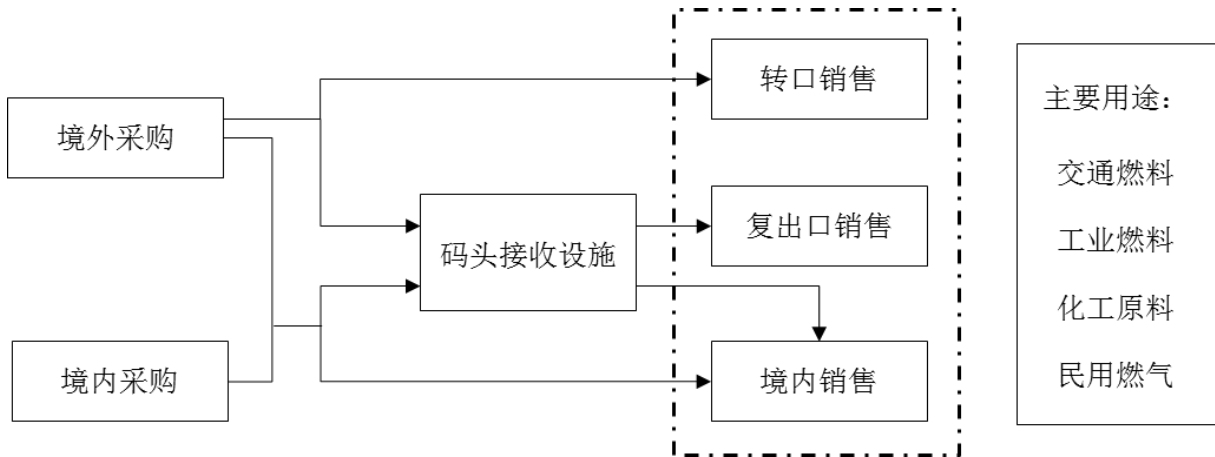 境外采购
境内采购
码头接收设施
转口销售
复出口销售
境内销售
主要用途：
交通燃料
工业燃料
化工原料
民用燃气